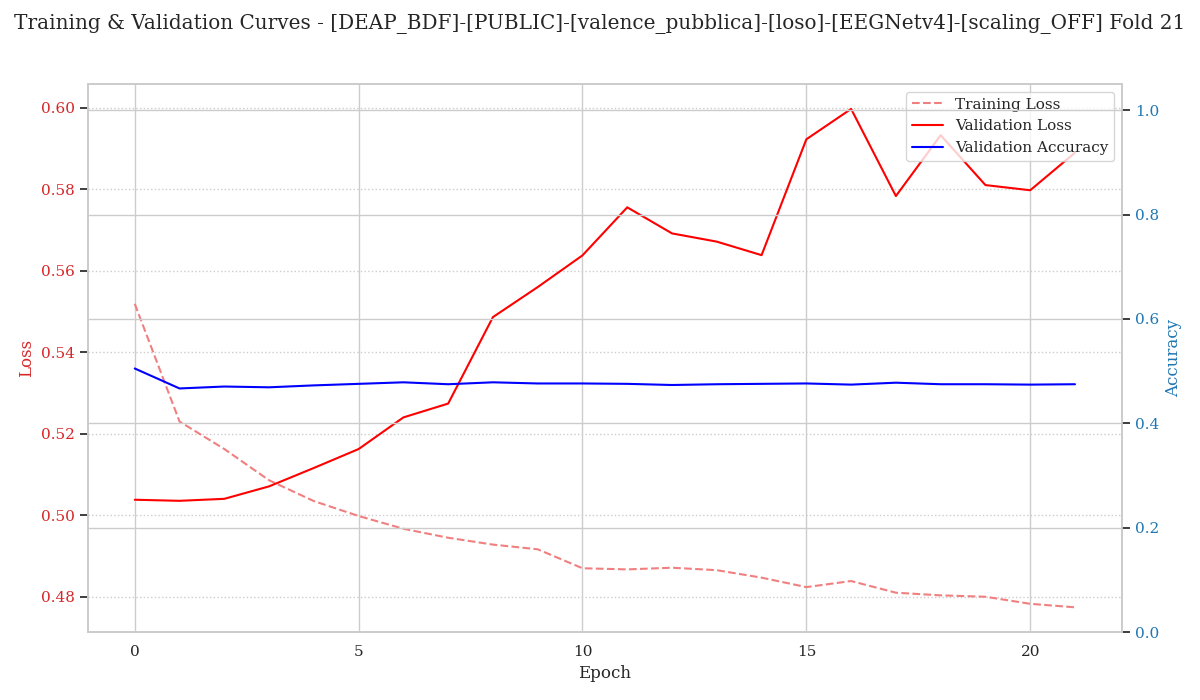 Training & Validation Curves - [DEAP_BDF]-[PUBLIC]-[valence_pubblica]-[loso]-[EEGNetv4]-[scaling_OFF] Fold 21
Training Loss
Validation Loss
Validation Accuracy
0.60
0.58
0.56
0.54
0.52
0.50
0.48
Loss
1.0
0.8
0.6
0.4
0.2
0.0
Accuracy
0
5
10
15
20
Epoch